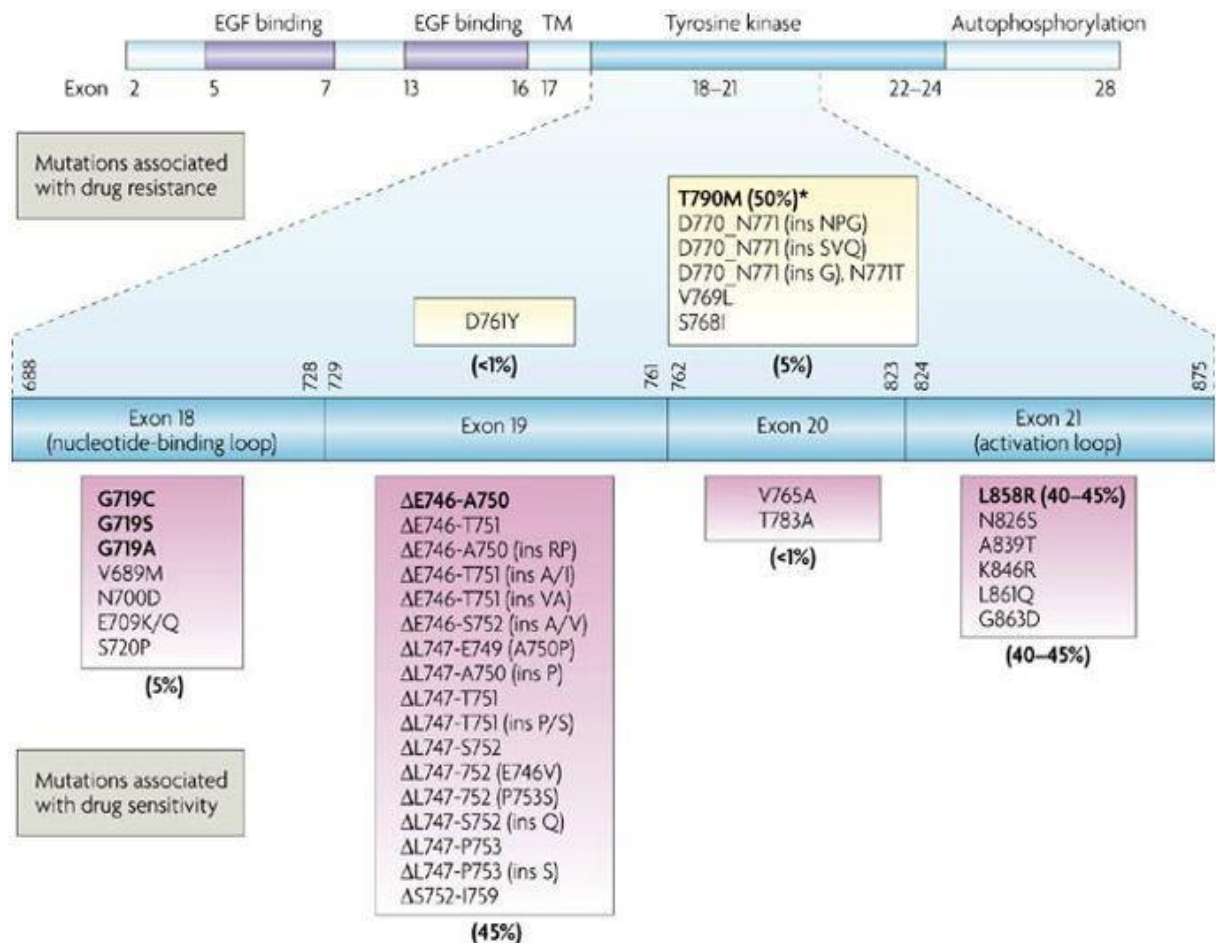 EGF binding EGF binding TM Tyrosine kinase Autophosphorylation
Exon 2 5 7 13 16 17 18–21 22–24 28
Mutations associated
with drug resistance
T790M (50%)*
D770_N771 (ins NPG)
D770_N771 (ins SVQ)
D770_N771 (ins G), N771T
V769L
S768I
(5%)
D761Y
(<1%)
688 728 729 761 762 823 824 875
Exon 18
(nucleotide-binding loop)
Exon 19
Exon 20
Exon 21
(activation loop)
G719C
G719S
G719A
V689M
N700D
E709K/Q
S720P
(5%)
ΔE746-A750
ΔE746-T751
ΔE746-A750 (ins RP)
ΔE746-T751 (ins A/I)
ΔE746-T751 (ins VA)
ΔE746-S752 (ins A/V)
ΔL747-E749 (A750P)
ΔL747-A750 (ins P)
ΔL747-T751
ΔL747-T751 (ins P/S)
ΔL747-S752
ΔL747-752 (E746V)
ΔL747-752 (P753S)
ΔL747-S752 (ins Q)
ΔL747-P753
ΔL747-P753 (ins S)
ΔS752-I759
(45%)
V765A
T783A
(<1%)
L858R (40–45%)
N826S
A839T
K846R
L861Q
G863D
(40–45%)
Mutations associated
with drug sensitivity